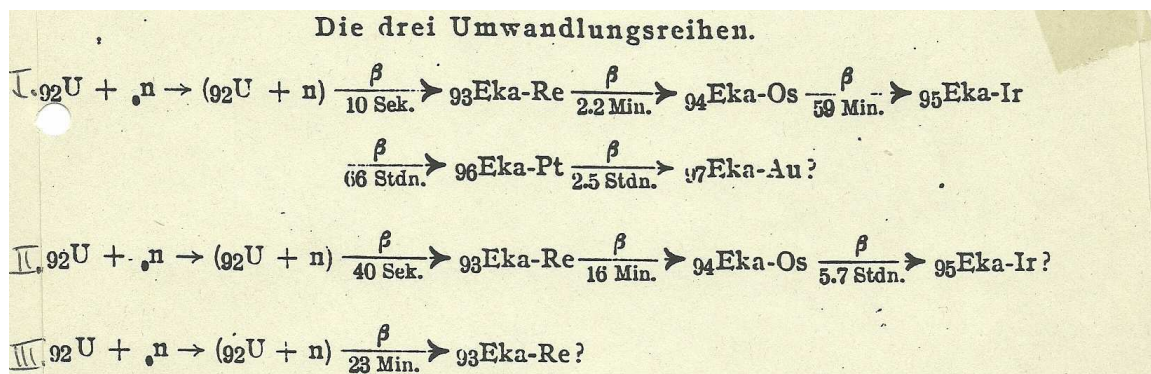 Die drei Umwandlungsreihen.
I. ₉₂U + ₀n → (₉₂U + n) β 10 Sek. → ₉₃Eka-Re β 2.2 Min. → ₉₄Eka-Os β 59 Min. → ₉₅Eka-Ir
β 66 Stdn. → ₉₆Eka-Pt β 2.5 Stdn. → ₉₇Eka-Au?
II. ₉₂U + ₀n → (₉₂U + n) β 40 Sek. → ₉₃Eka-Re β 16 Min. → ₉₄Eka-Os β 5.7 Stdn. → ₉₅Eka-Ir?
III. ₉₂U + ₀n → (₉₂U + n) β 23 Min. → ₉₃Eka-Re?